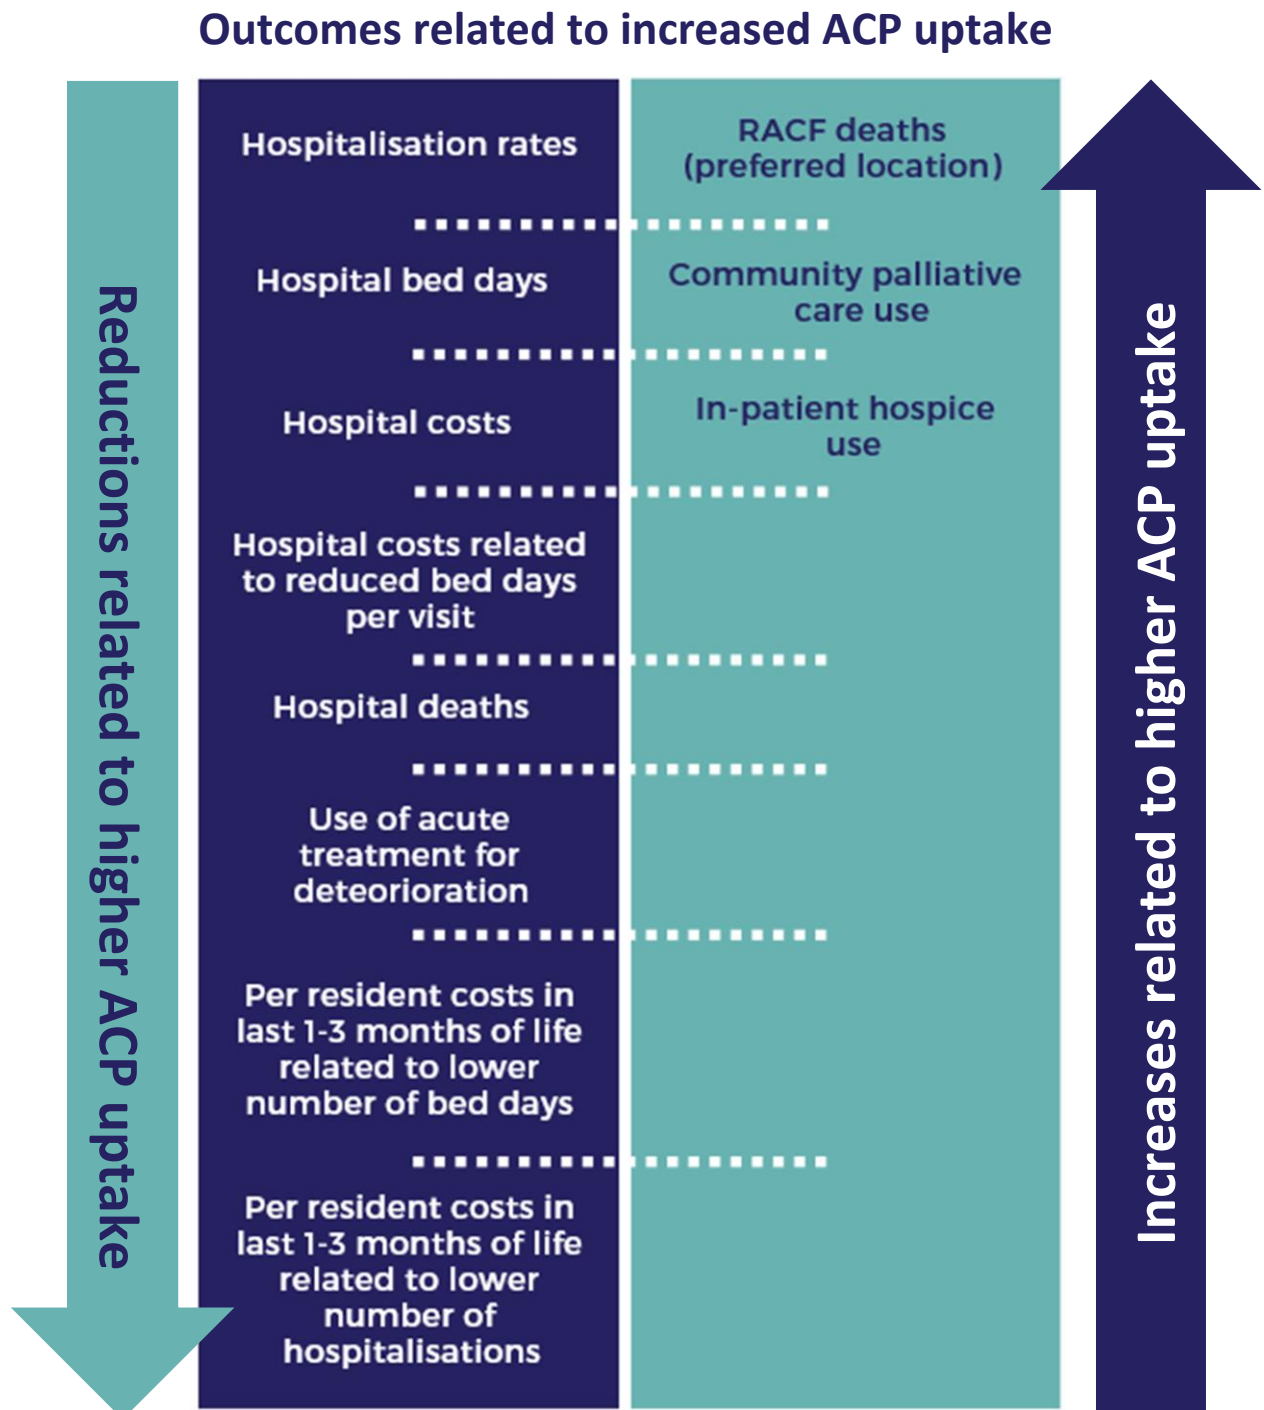 Outcomes related to increased ACP uptake
Reductions related to higher ACP uptake
Hospitalisation rates
Hospital bed days
Hospital costs
Hospital costs related
to reduced bed days
per visit
Hospital deaths
Use of acute
treatment for
deteorioration
Per resident costs in
last 1-3 months of life
related to lower
number of bed days
Per resident costs in
last 1-3 months of life
related to lower
number of
hospitalisations
RACF deaths
(preferred location)
Community palliative
care use
In-patient hospice
use
Increases related to higher ACP uptake